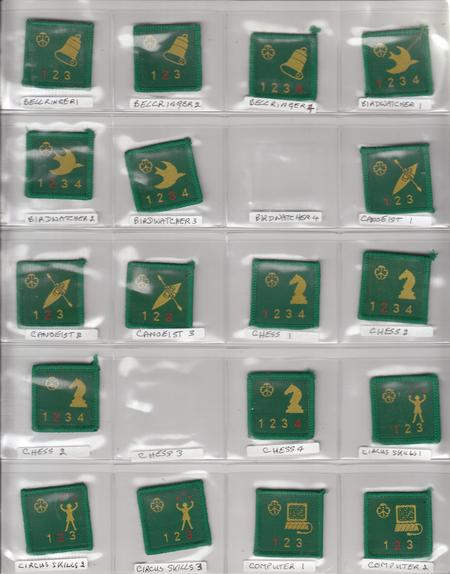 1 2 3
1 2 3
1 2 3 4
1 2 3 4
BELLRINGER 1
BELLRINGER 2
BELLRINGER 4
BIRDWATCHER 1
1 2 3 4
1 2 3 4
1 2 3
BIRDWATCHER 2
BIRDWATCHER 3
BIRDWATCHER 4
CANOEIST 1
1 2 3
1 2 3
1 2 3 4
1 2 3 4
CANOEIST 2
CANOEIST 3
CHESS 1
CHESS 2
1 2 3 4
1 2 3 4
1 2 3
CHESS 2
CHESS 3
CHESS 4
CIRCUS SKILLS 1
1 2 3
1 2 3
1 2 3
1 2 3
CIRCUS SKILLS 2
CIRCUS SKILLS 3
COMPUTER 1
COMPUTER 2